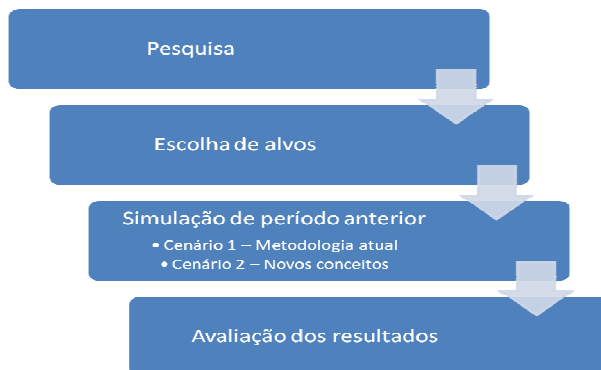 Pesquisa
Escolha de alvos
Simulação de período anterior
• Cenário 1 – Metodologia atual
• Cenário 2 – Novos conceitos
Avaliação dos resultados